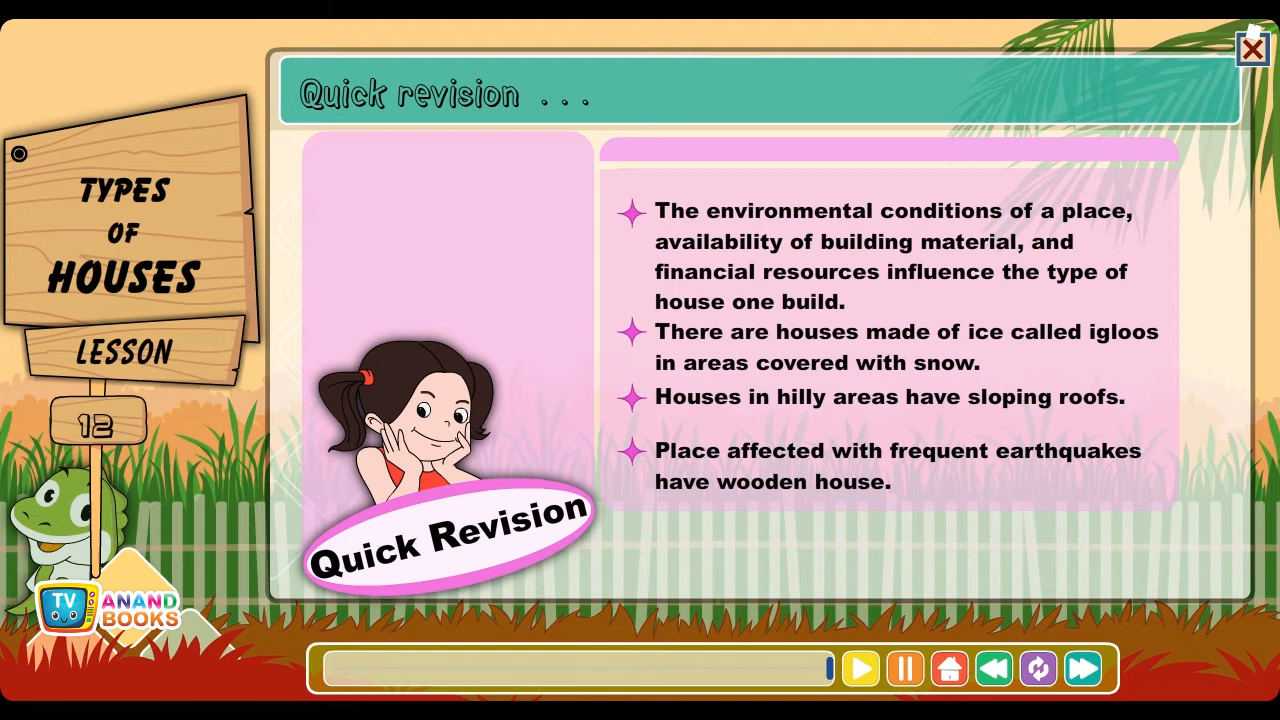 Quick revision . . .
TYPES
OF
HOUSES
LESSON
12
The environmental conditions of a place,
availability of building material, and
financial resources influence the type of
house one build.
There are houses made of ice called igloos
in areas covered with snow.
Houses in hilly areas have sloping roofs.
Place affected with frequent earthquakes
have wooden house.
Quick Revision
TV
ANAND
BOOKS